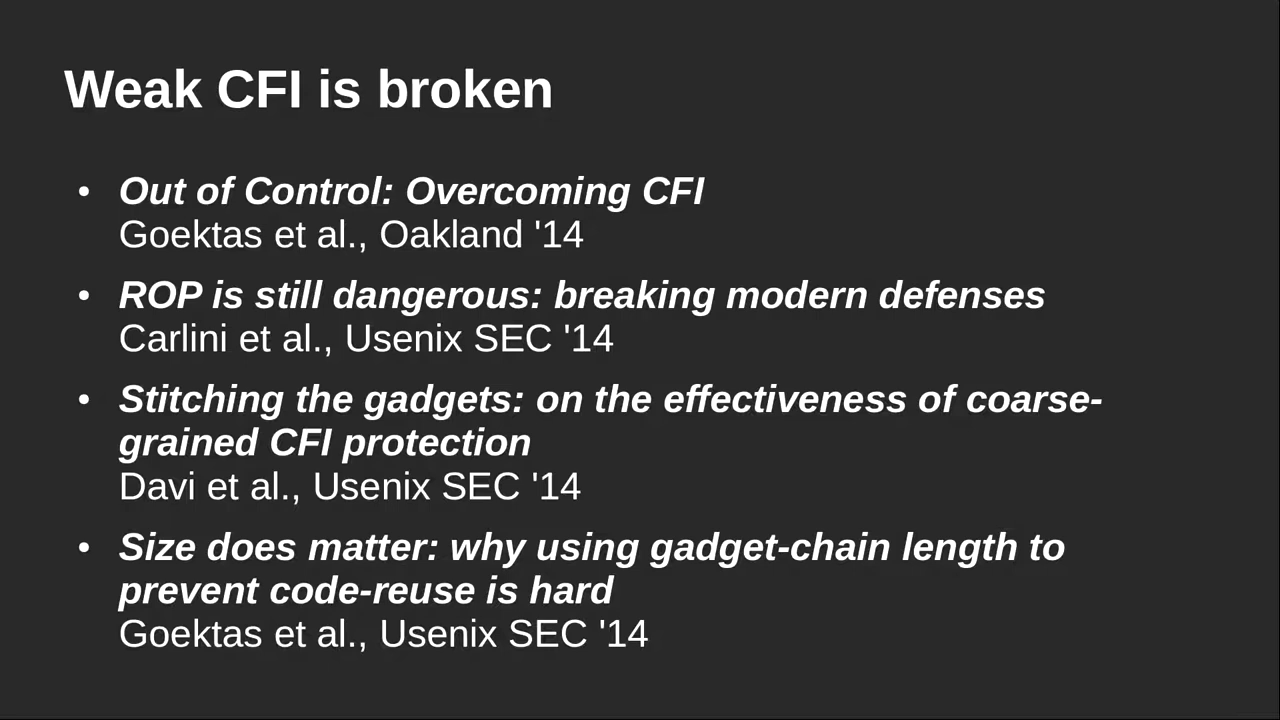 Weak CFI is broken
• Out of Control: Overcoming CFI
Goektas et al., Oakland '14
• ROP is still dangerous: breaking modern defenses
Carlini et al., Usenix SEC '14
• Stitching the gadgets: on the effectiveness of coarse-
grained CFI protection
Davi et al., Usenix SEC '14
• Size does matter: why using gadget-chain length to
prevent code-reuse is hard
Goektas et al., Usenix SEC '14